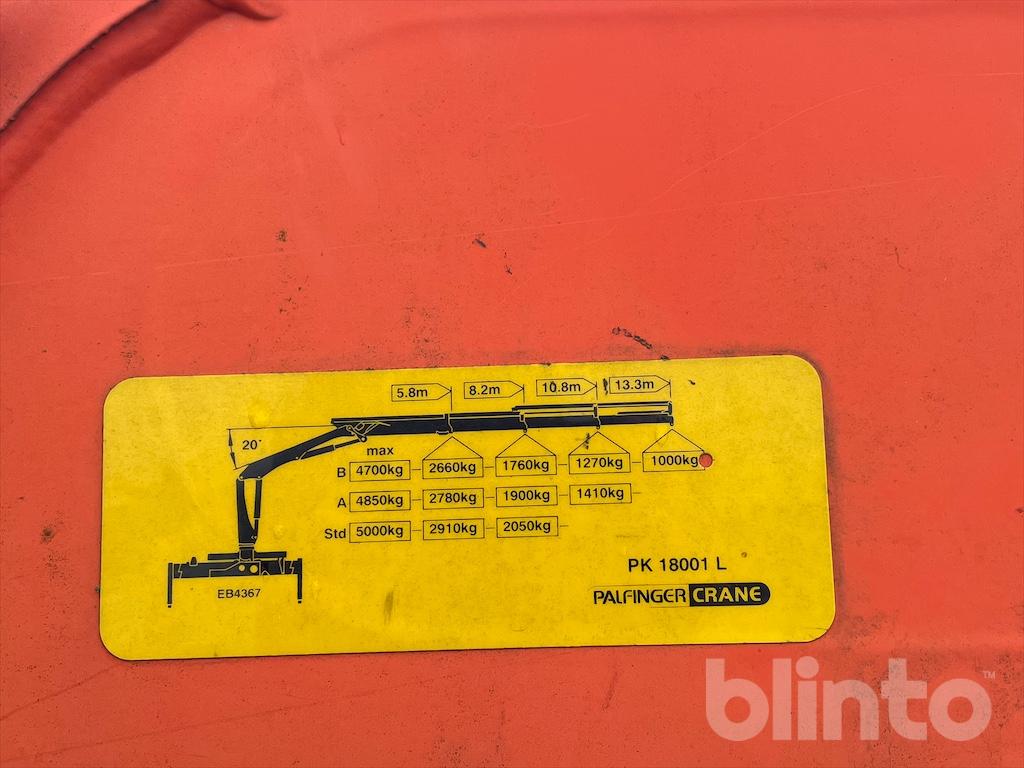 5.8m 8.2m 10.8m 13.3m
20°
max
B 4700kg 2660kg 1760kg 1270kg 1000kg
A 4850kg 2780kg 1900kg 1410kg
Std 5000kg 2910kg 2050kg
PK 18001 L
EB4367
PALFINGER CRANE
blinto™